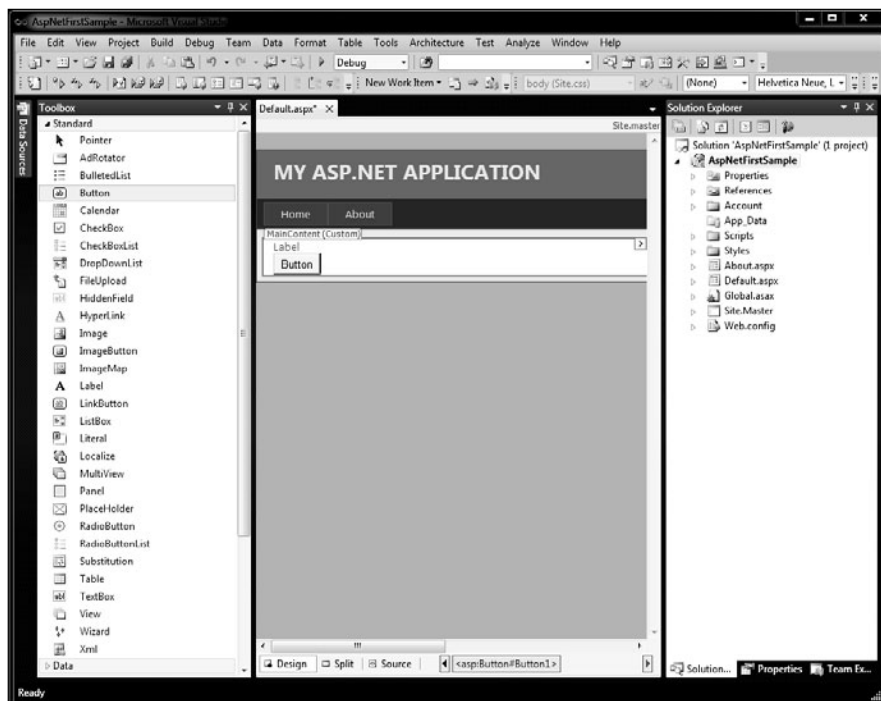 AspNetFirstSample - Microsoft Visual Studio
File Edit View Project Build Debug Team Data Format Table Tools Architecture Test Analyze Window Help
Debug
New Work Item body (Site.css) (None) Helvetica Neue, L
Data Sources
Toolbox
Standard
Pointer
AdRotator
BulletedList
Button
Calendar
CheckBox
CheckBoxList
DropDownList
FileUpload
HiddenField
HyperLink
Image
ImageButton
ImageMap
Label
LinkButton
ListBox
Literal
Localize
MultiView
Panel
PlaceHolder
RadioButton
RadioButtonList
Substitution
Table
TextBox
View
Wizard
Xml
Data
Default.aspx*
Site.master
MY ASP.NET APPLICATION
Home About
MainContent (Custom)
Label
Button
Design Split Source <asp:Button#Button1>
Solution Explorer
Solution 'AspNetFirstSample' (1 project)
AspNetFirstSample
Properties
References
Account
App_Data
Scripts
Styles
About.aspx
Default.aspx
Global.asax
Site.Master
Web.config
Solution... Properties Team Ex...
Ready